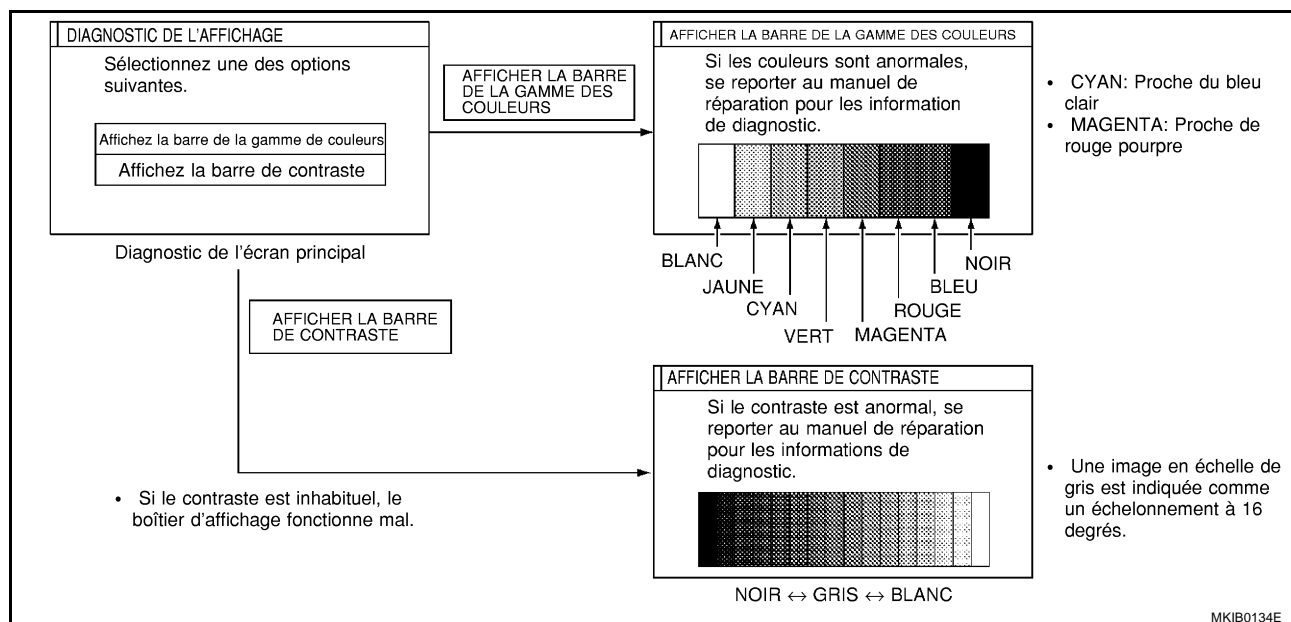 DIAGNOSTIC DE L'AFFICHAGE
Sélectionnez une des options
suivantes.
Affichez la barre de la gamme de couleurs
Affichez la barre de contraste
Diagnostic de l'écran principal
AFFICHER LA BARRE
DE LA GAMME DES
COULEURS
AFFICHER LA BARRE DE LA GAMME DES COULEURS
Si les couleurs sont anormales,
se reporter au manuel de
réparation pour les information
de diagnostic.
BLANC
JAUNE
CYAN
VERT
MAGENTA
ROUGE
BLEU
NOIR
• CYAN: Proche du bleu
clair
• MAGENTA: Proche de
rouge pourpre
AFFICHER LA BARRE
DE CONTRASTE
• Si le contraste est inhabituel, le
boîtier d'affichage fonctionne mal.
AFFICHER LA BARRE DE CONTRASTE
Si le contraste est anormal, se
reporter au manuel de réparation
pour les informations de
diagnostic.
NOIR ↔ GRIS ↔ BLANC
• Une image en échelle de
gris est indiquée comme
un échelonnement à 16
degrés.
MKIB0134E